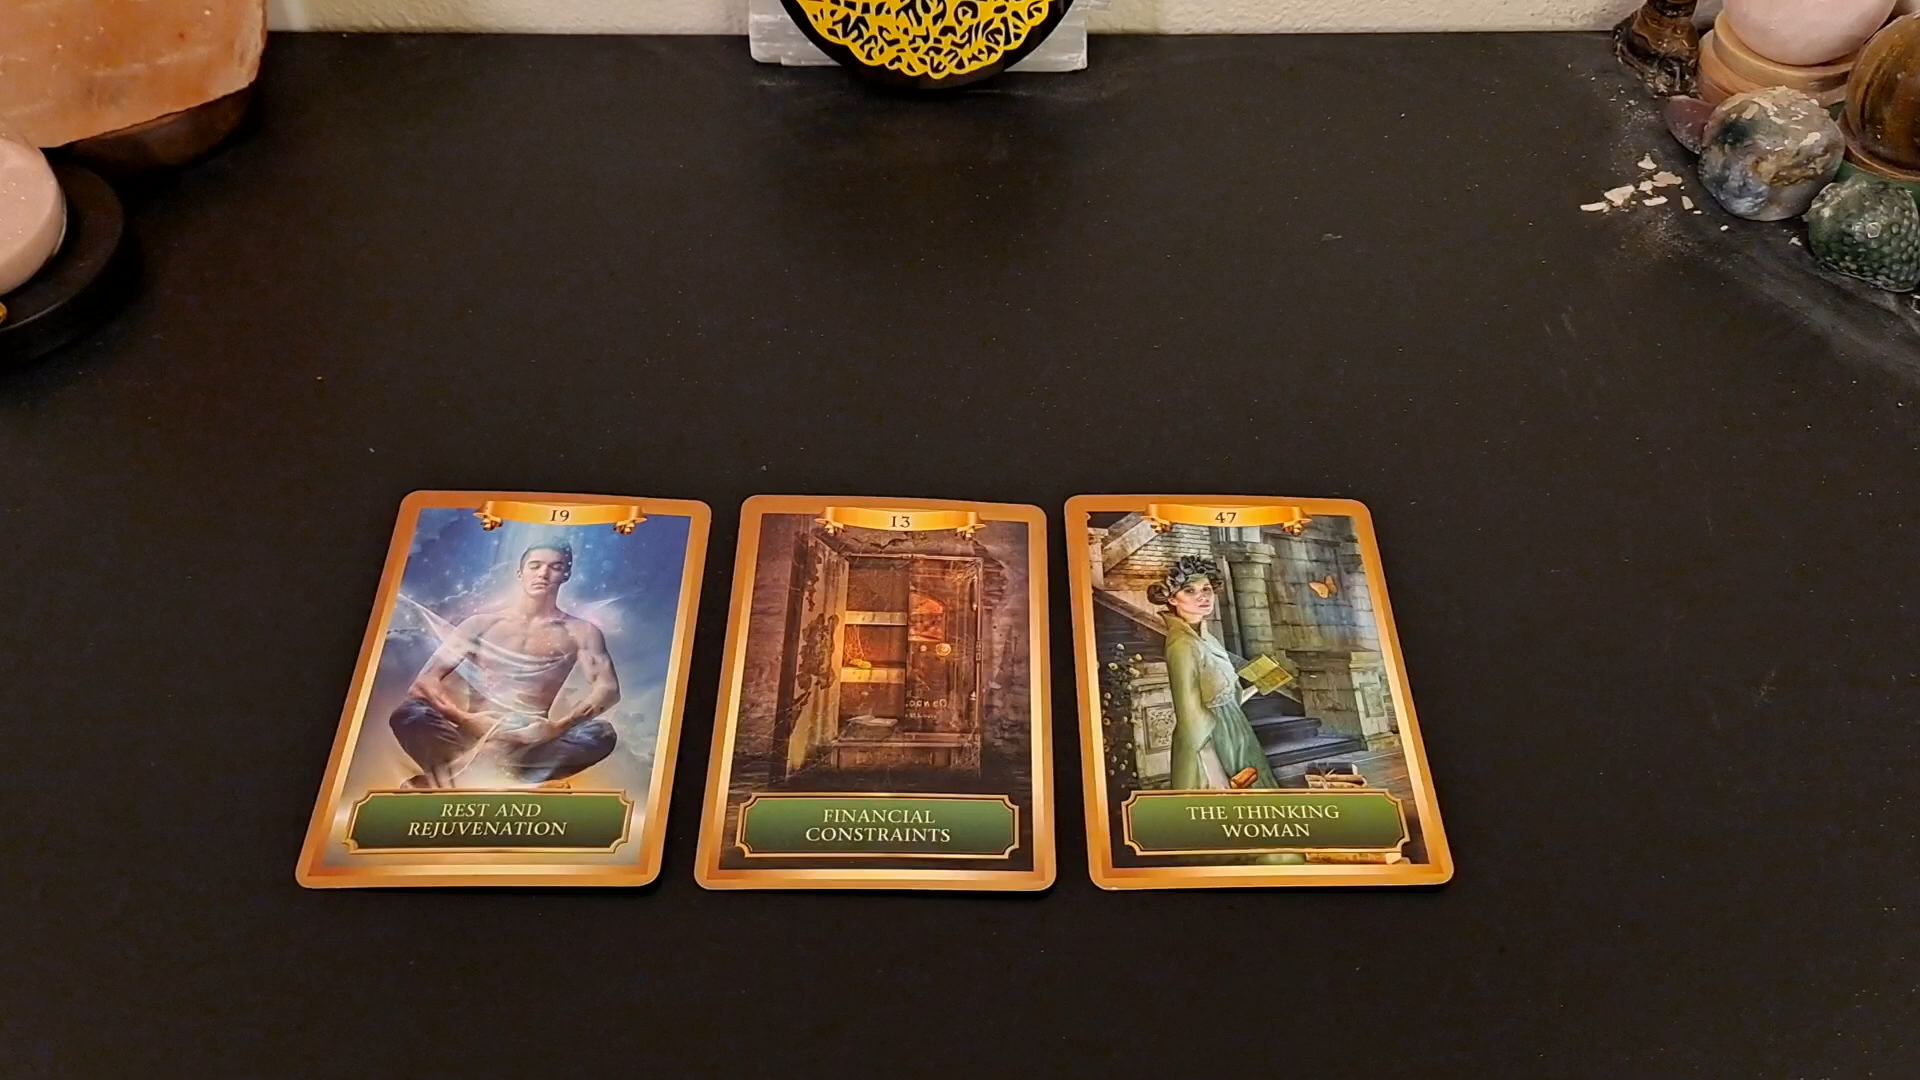 19
REST AND
REJUVENATION
13
FINANCIAL
CONSTRAINTS
47
THE THINKING
WOMAN